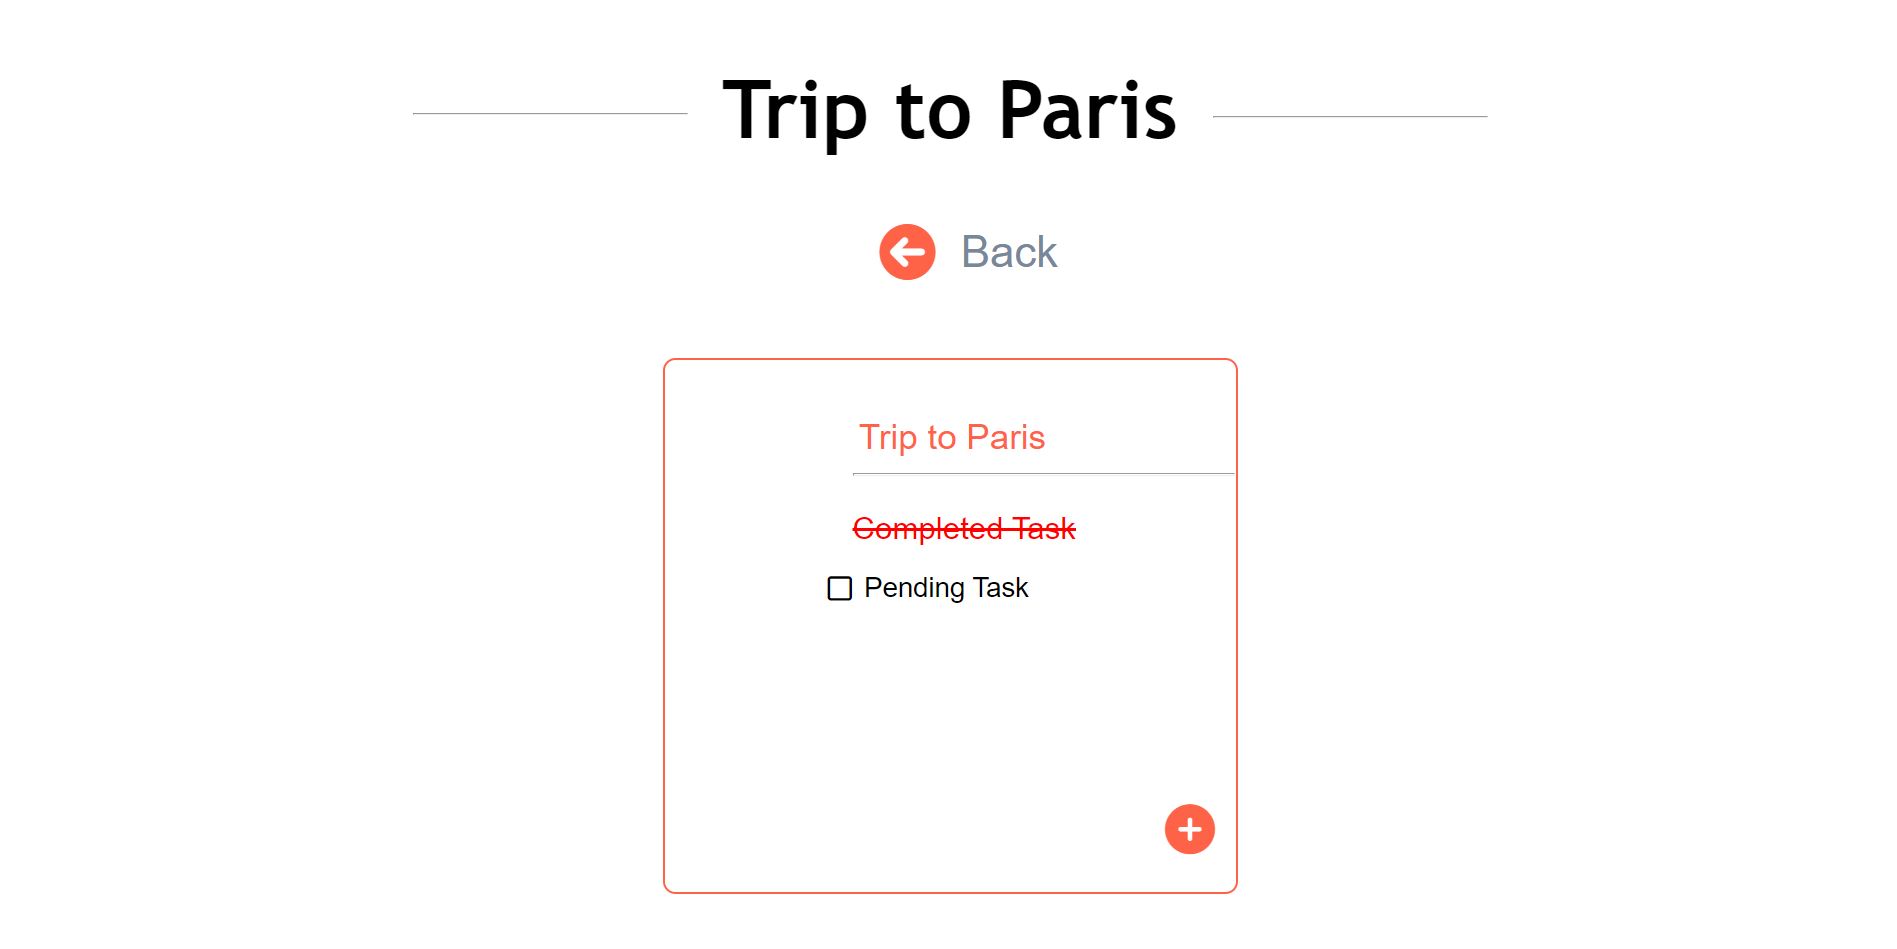 Trip to Paris
Back
Trip to Paris
Completed Task
Pending Task